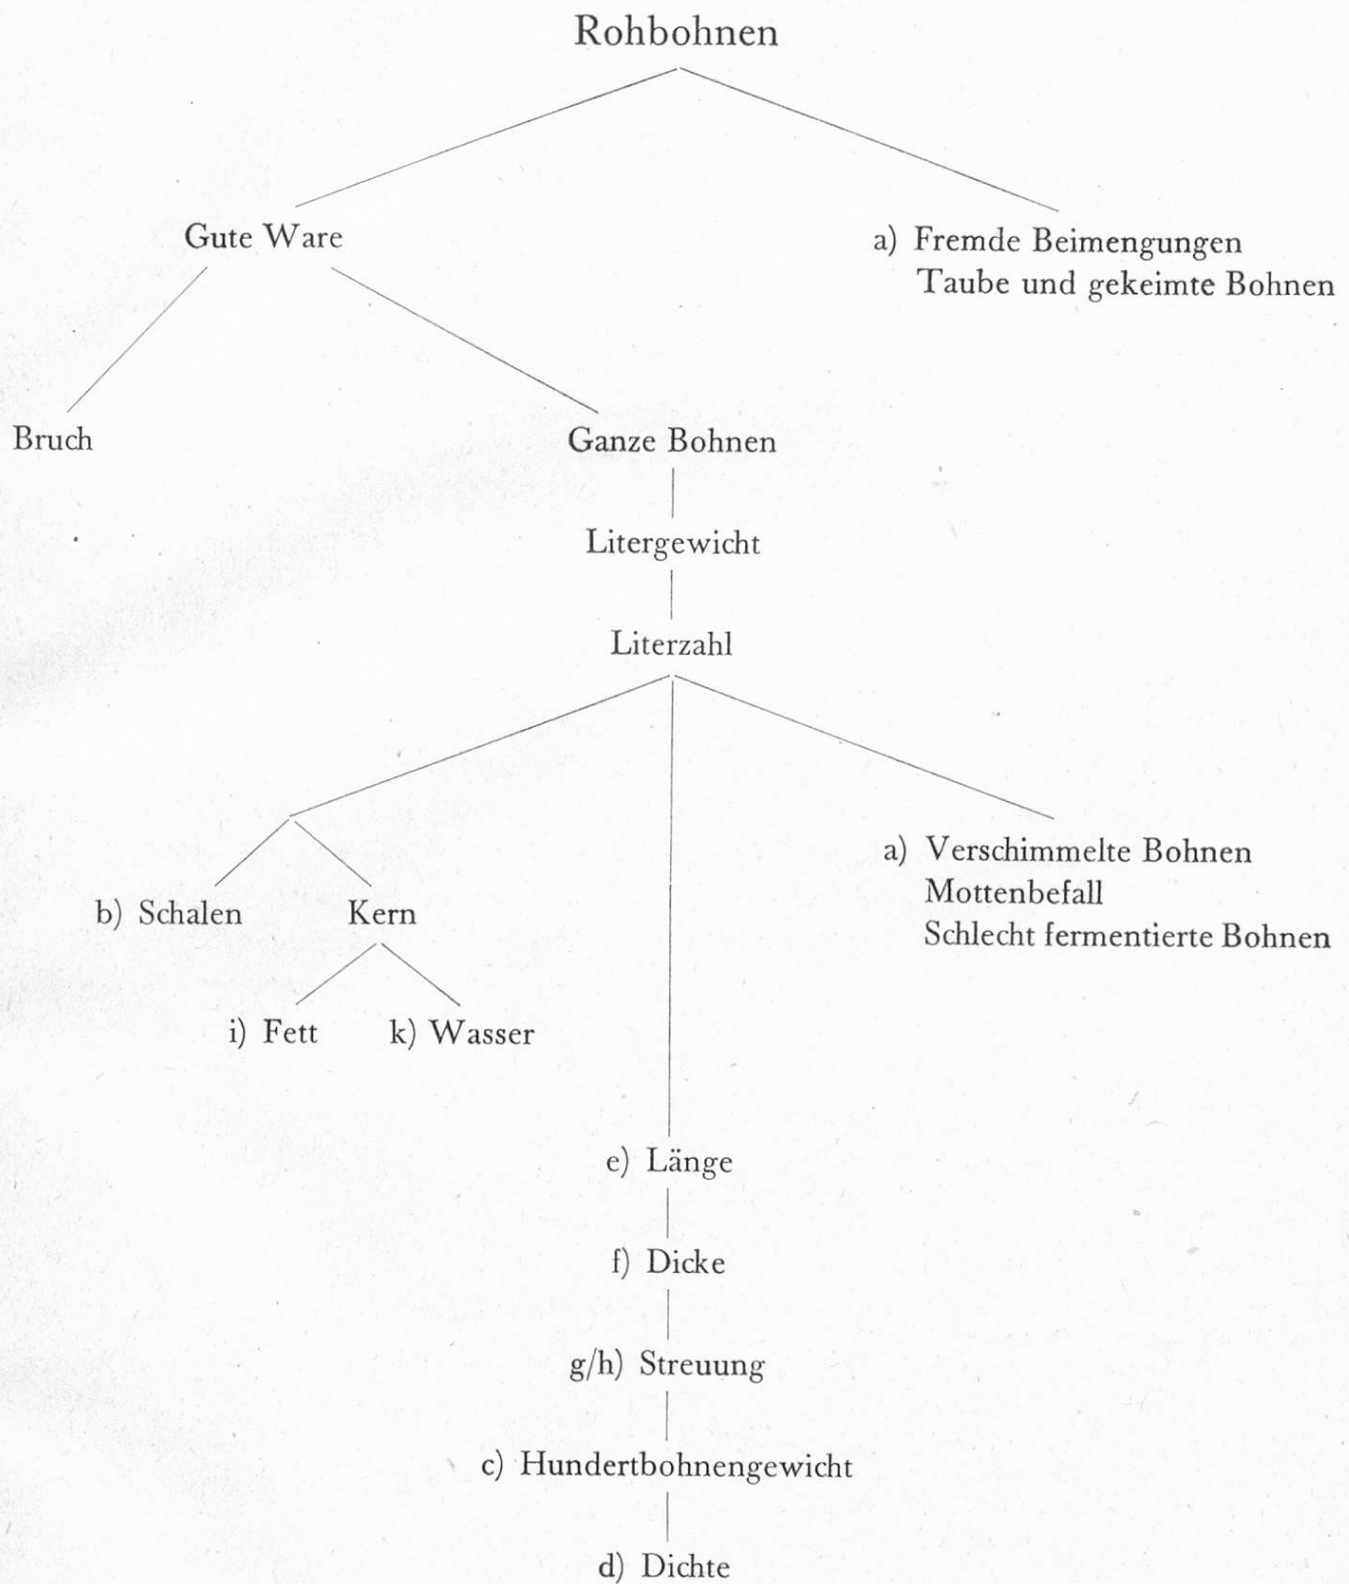 Rohbohnen
Gute Ware
a) Fremde Beimengungen
Taube und gekeimte Bohnen
Bruch
Ganze Bohnen
Litergewicht
Literzahl
a) Verschimmelte Bohnen
Mottenbefall
Schlecht fermentierte Bohnen
b) Schalen
Kern
i) Fett
k) Wasser
e) Länge
f) Dicke
g/h) Streuung
c) Hundertbohnengewicht
d) Dichte